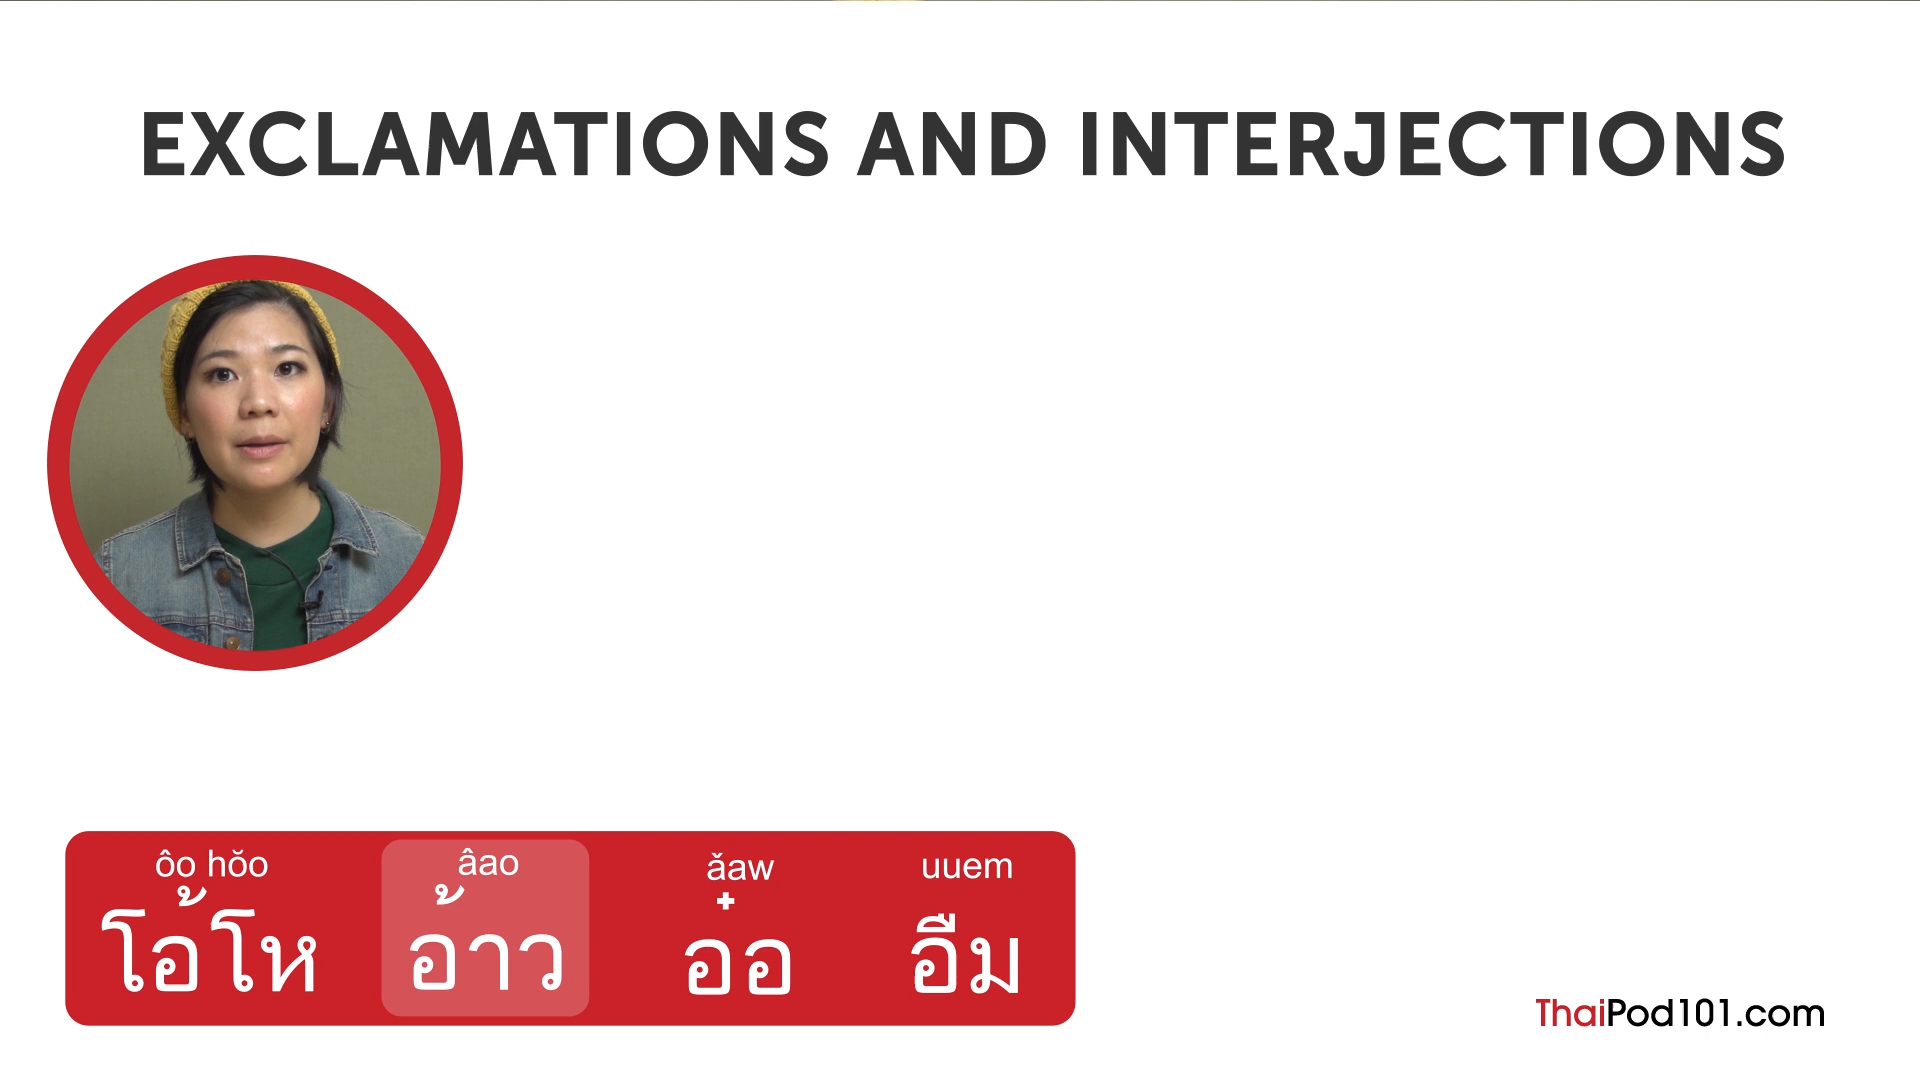 EXCLAMATIONS AND INTERJECTIONS
ôo hŏo âao ǎaw uuem
โอ้โห อ้าว อ๋อ อืม
ThaiPod101.com